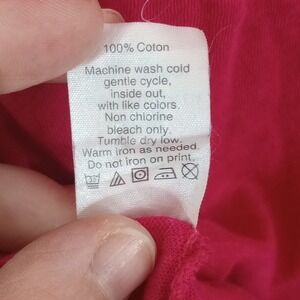 100% Coton
Machine wash cold
gentle cycle,
inside out,
with like colors.
Non chlorine
bleach only.
Tumble dry low.
Warm iron as needed.
Do not iron on print.